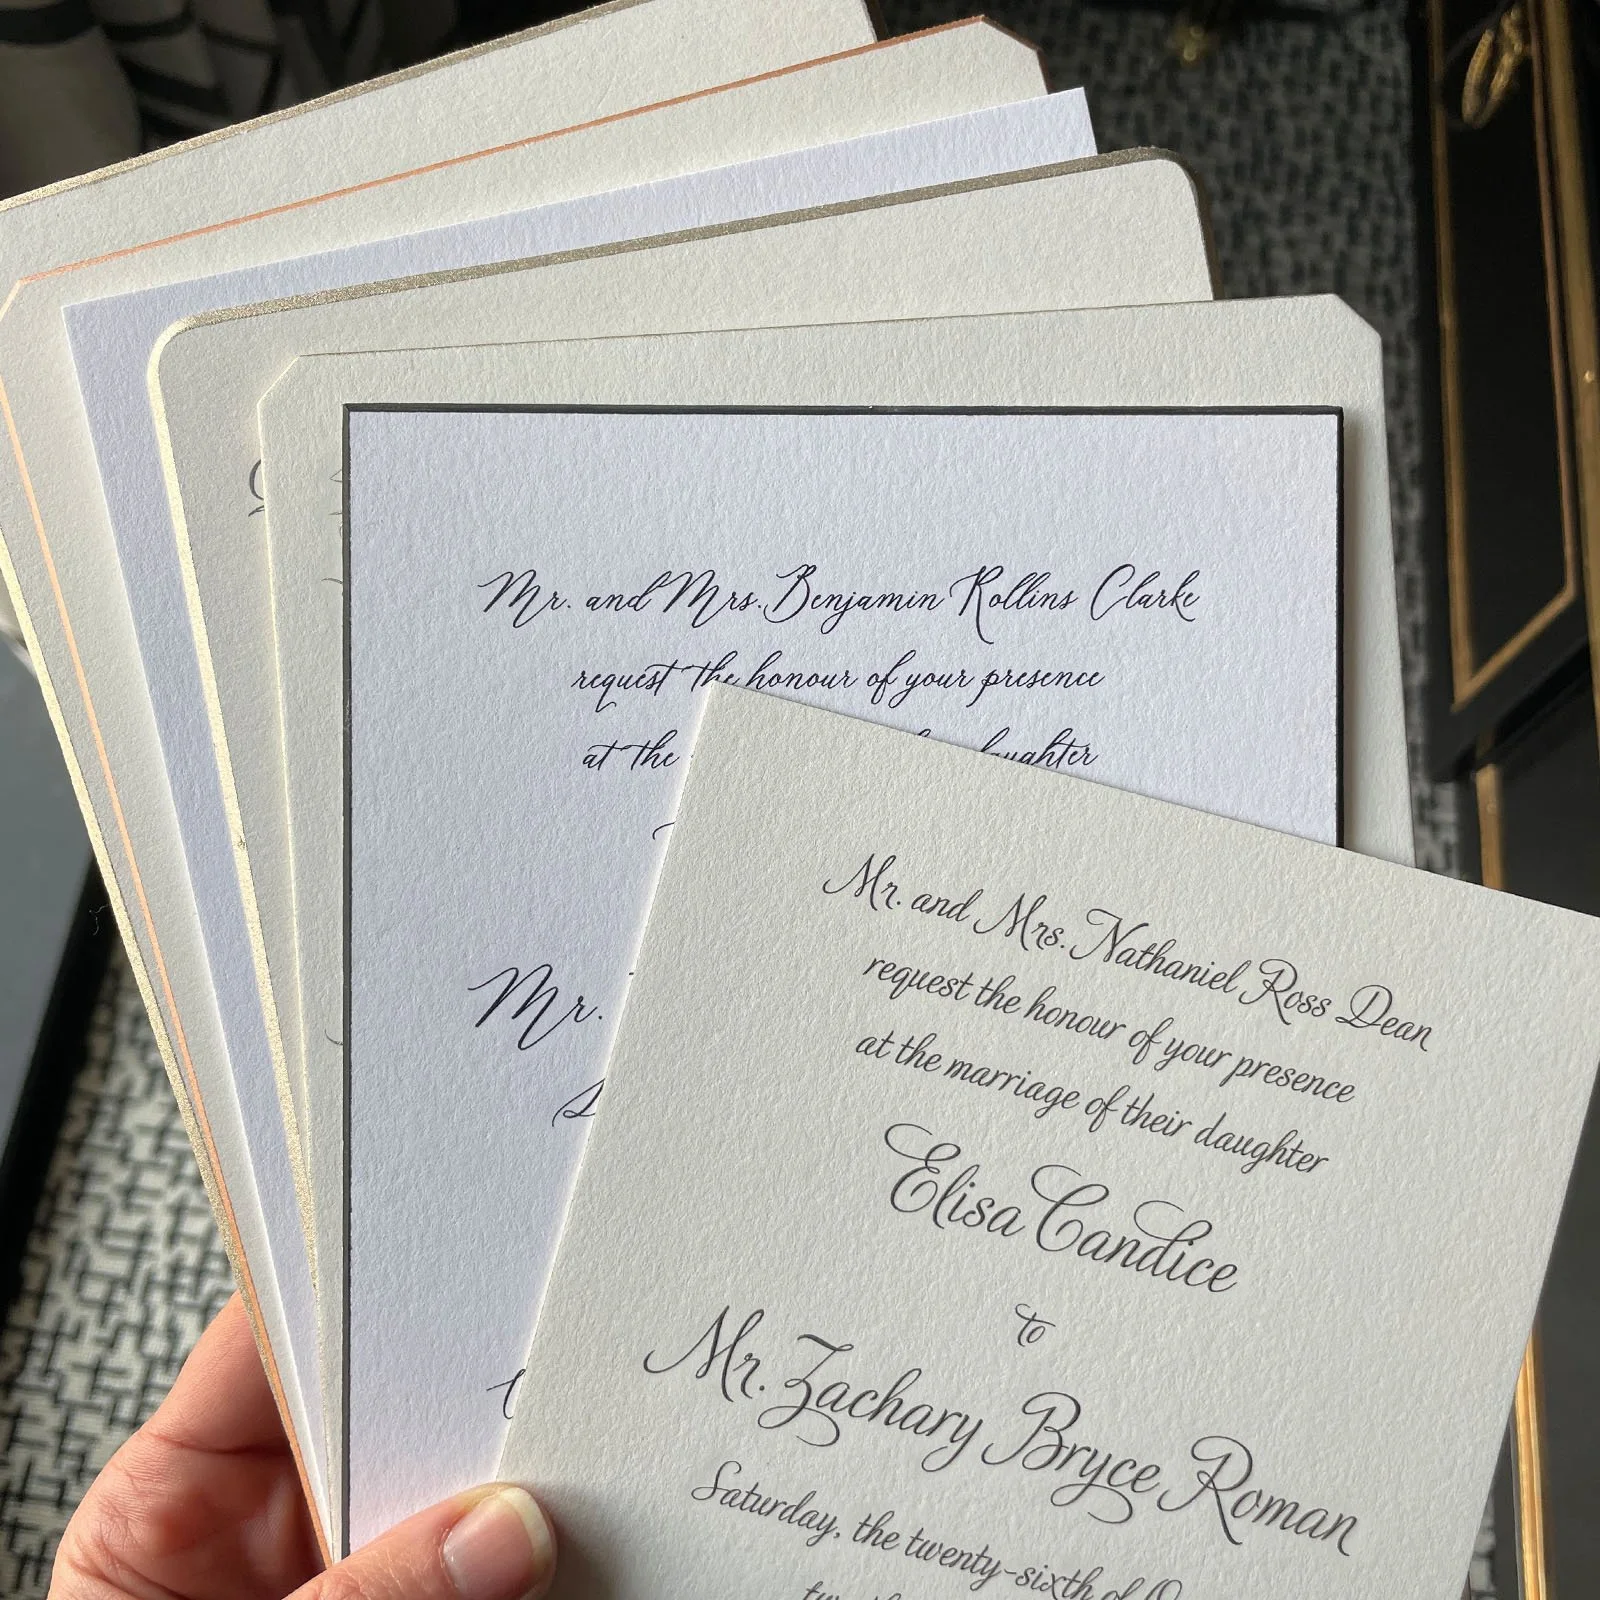 Mr. and Mrs. Benjamin Rollins Clarke
request the honour of your presence
at the daughter
Mr.
Mr. and Mrs. Nathaniel Ross Dean
request the honour of your presence
at the marriage of their daughter
Elisa Candice
to
Mr. Zachary Bryce Roman
Saturday, the twenty-sixth of